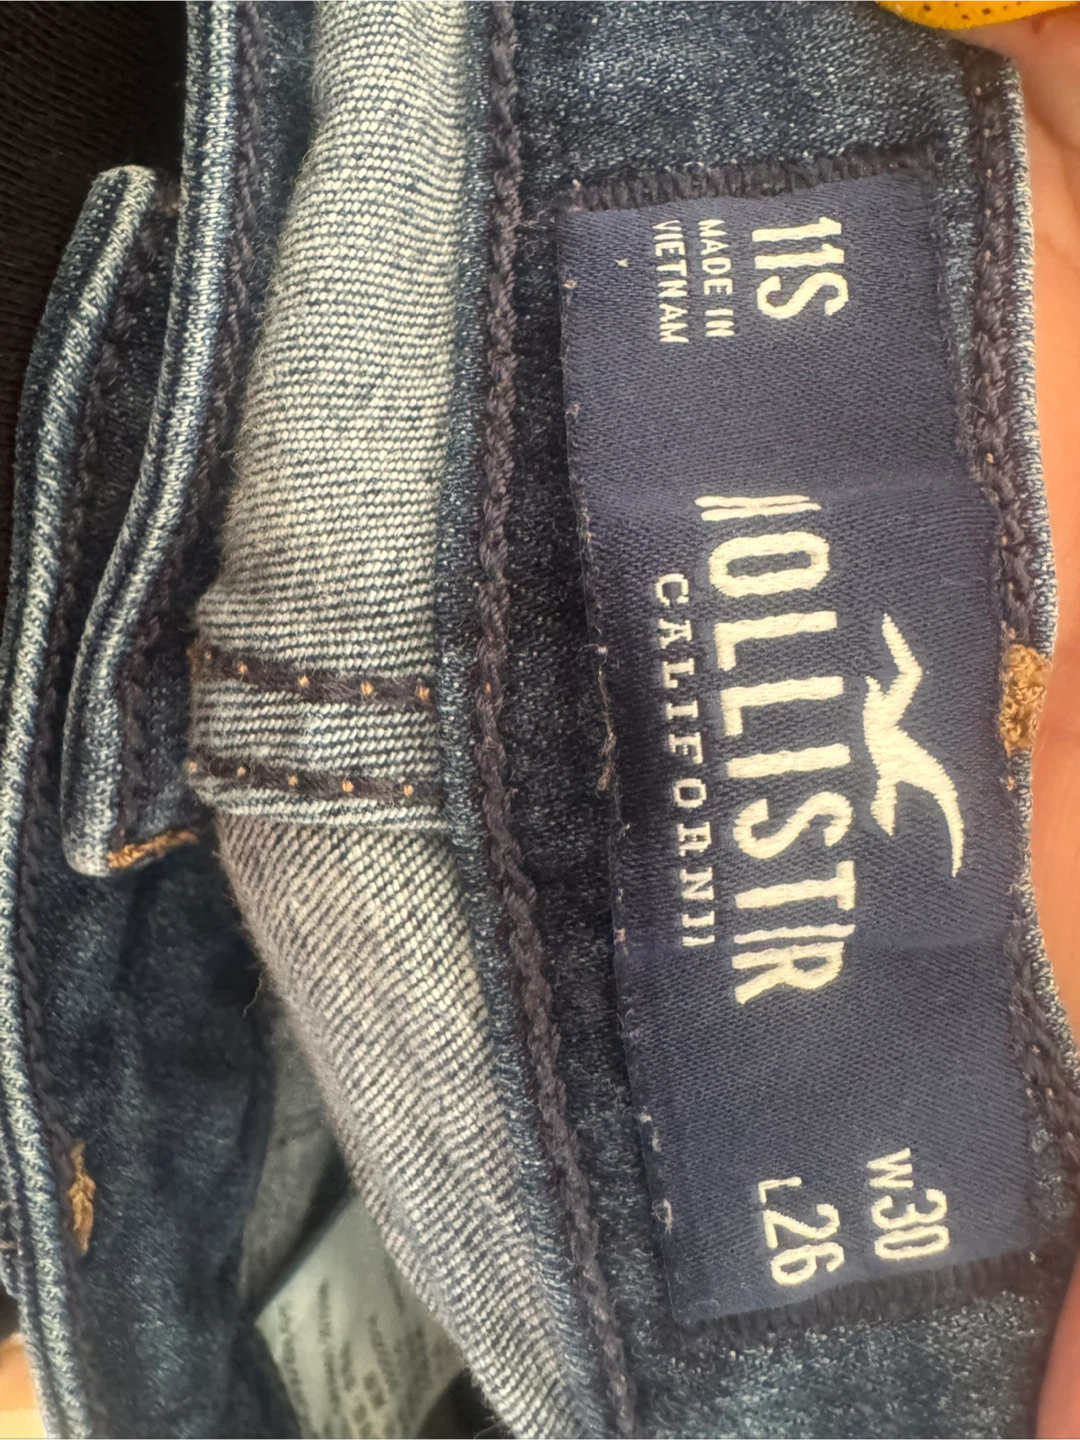 11S
MADE IN
VIETNAM
HOLLISTER
CALIFORNIA
W30
L26